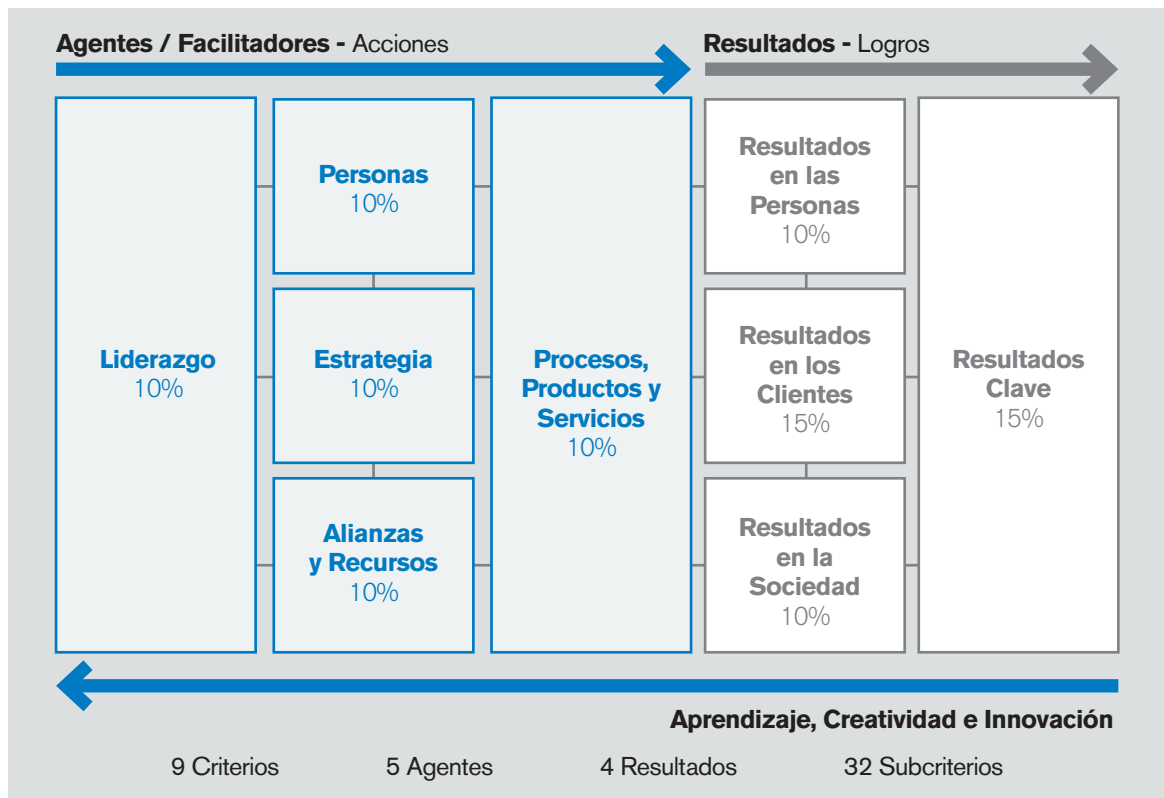 Agentes / Facilitadores - Acciones
Resultados - Logros
Liderazgo
10%
Personas
10%
Estrategia
10%
Alianzas
y Recursos
10%
Procesos,
Productos y
Servicios
10%
Resultados
en las
Personas
10%
Resultados
en los
Clientes
15%
Resultados
en la
Sociedad
10%
Resultados
Clave
15%
Aprendizaje, Creatividad e Innovación
9 Criterios
5 Agentes
4 Resultados
32 Subcriterios